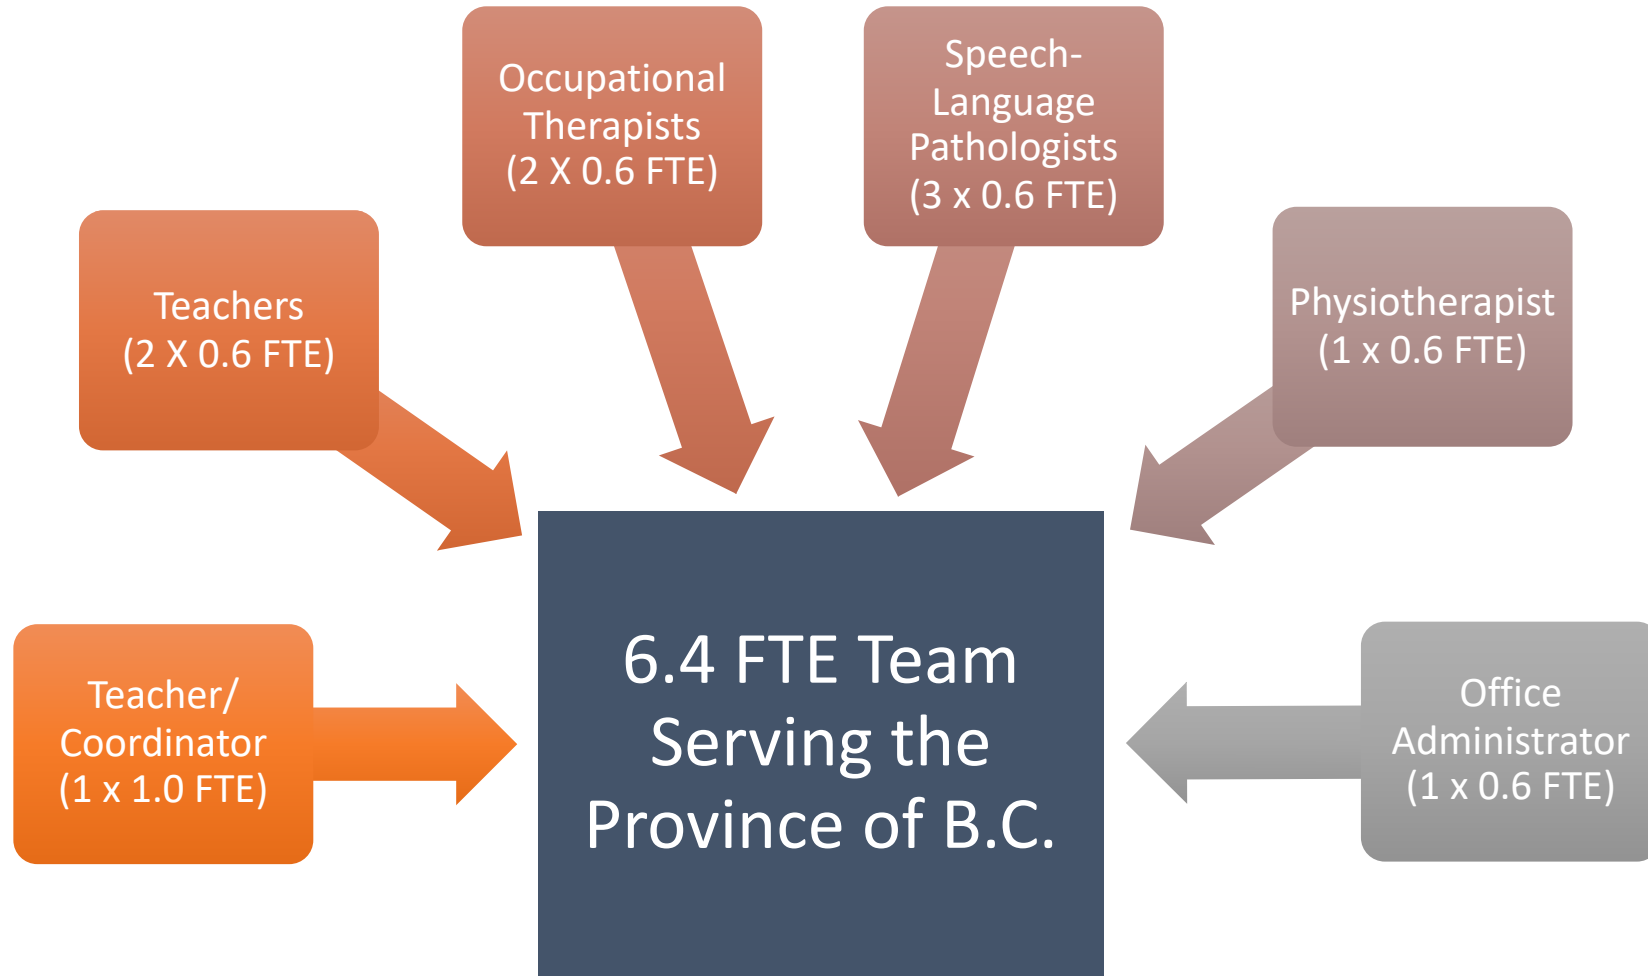 Occupational
Therapists
(2 X 0.6 FTE)
Speech-
Language
Pathologists
(3 x 0.6 FTE)
Teachers
(2 X 0.6 FTE)
Physiotherapist
(1 x 0.6 FTE)
Teacher/
Coordinator
(1 x 1.0 FTE)
6.4 FTE Team
Serving the
Province of B.C.
Office
Administrator
(1 x 0.6 FTE)